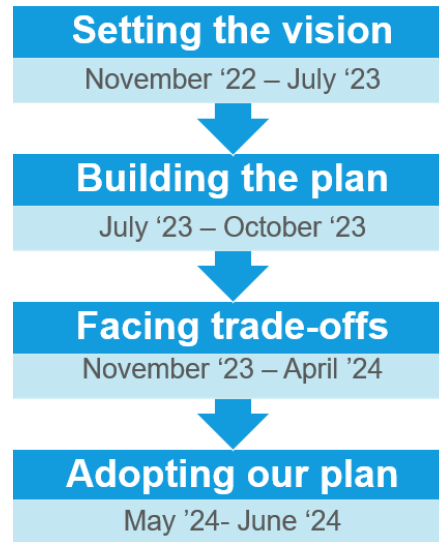 Setting the vision
November ‘22 – July ‘23
Building the plan
July ‘23 – October ‘23
Facing trade-offs
November ‘23 – April ’24
Adopting our plan
May ’24- June ‘24